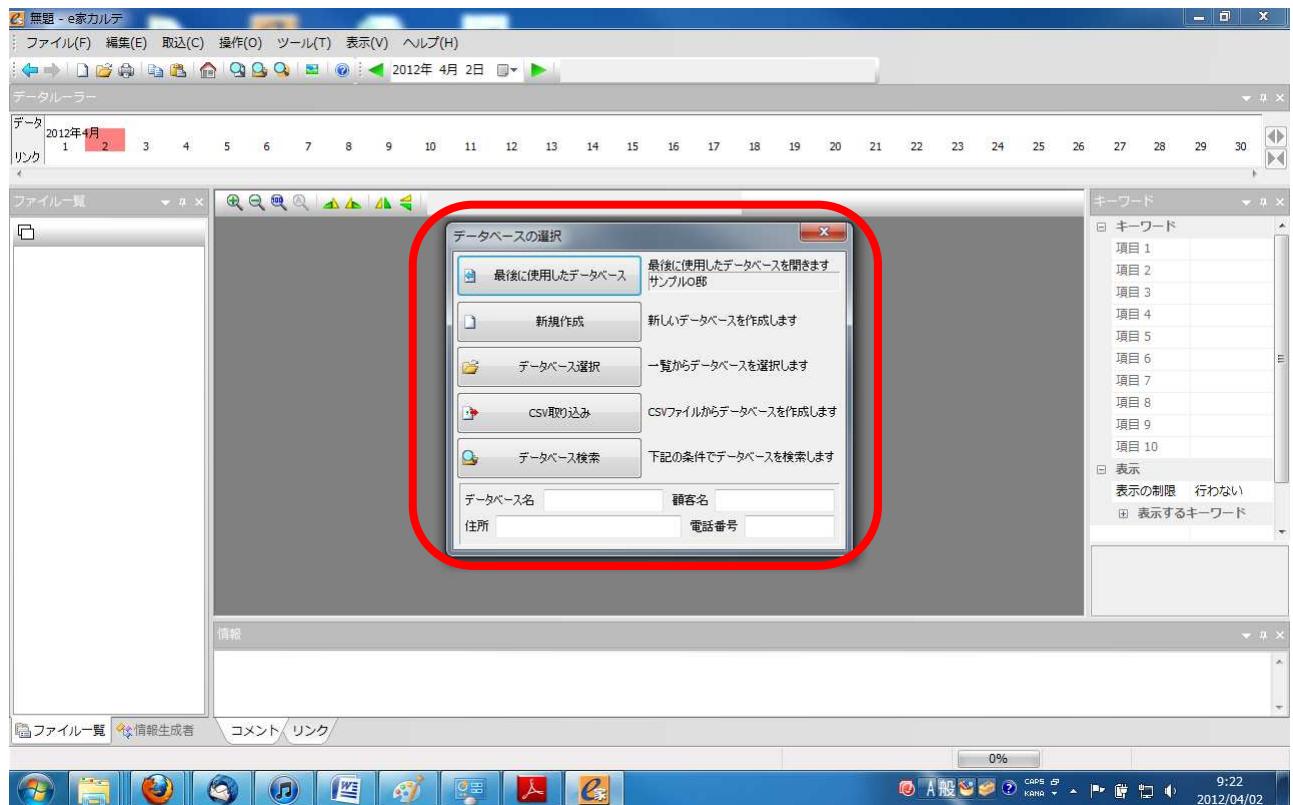 無題 - e家カルテ
ファイル(F) 編集(E) 取込(C) 操作(O) ツール(T) 表示(V) ヘルプ(H)
2012年 4月 2日
データルーラー
データ
2012年4月
リンク 1 2 3 4 5 6 7 8 9 10 11 12 13 14 15 16 17 18 19 20 21 22 23 24 25 26 27 28 29 30
ファイル一覧
キーワード
キーワード
項目 1
項目 2
項目 3
項目 4
項目 5
項目 6
項目 7
項目 8
項目 9
項目 10
表示
表示の制限 行わない
表示するキーワード
データベースの選択
最後に使用したデータベース 最後に使用したデータベースを開きます
サンプルO邸
新規作成 新しいデータベースを作成します
データベース選択 一覧からデータベースを選択します
CSV取り込み CSVファイルからデータベースを作成します
データベース検索 下記の条件でデータベースを検索します
データベース名 顧客名
住所 電話番号
情報
ファイル一覧 情報生成者 コメント リンク
0%
A 般 CAPS KANA
9:22
2012/04/02